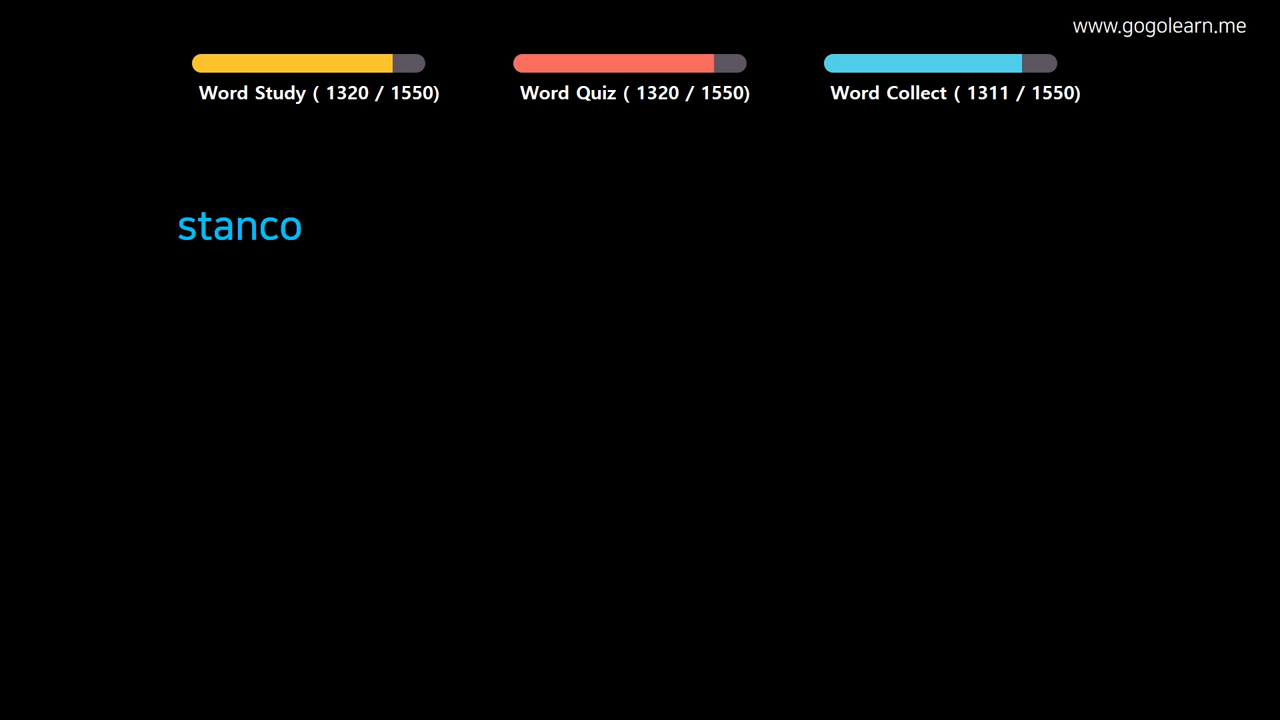 www.gogolearn.me
Word Study ( 1320 / 1550)
Word Quiz ( 1320 / 1550)
Word Collect ( 1311 / 1550)
stanco